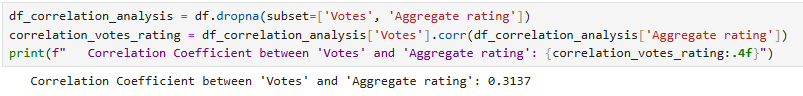 df_correlation_analysis = df.dropna(subset=['Votes', 'Aggregate rating'])
correlation_votes_rating = df_correlation_analysis['Votes'].corr(df_correlation_analysis['Aggregate rating'])
print(f"   Correlation Coefficient between 'Votes' and 'Aggregate rating': {correlation_votes_rating:.4f}")
   Correlation Coefficient between 'Votes' and 'Aggregate rating': 0.3137